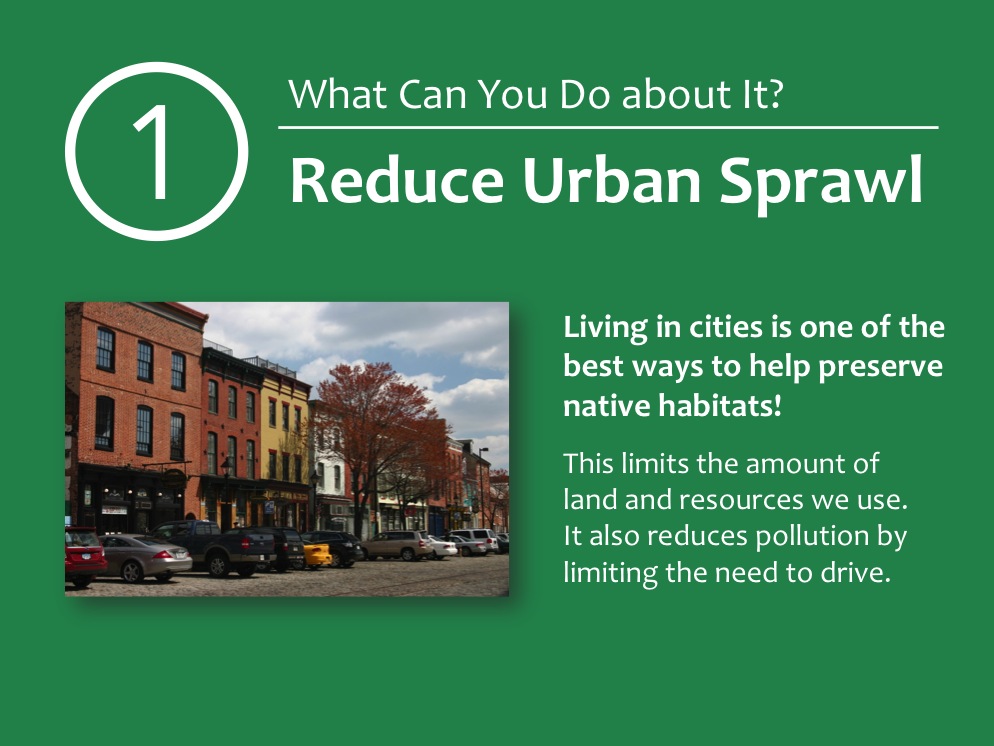 1
What Can You Do about It?
Reduce Urban Sprawl
Living in cities is one of the
best ways to help preserve
native habitats!
This limits the amount of
land and resources we use.
It also reduces pollution by
limiting the need to drive.